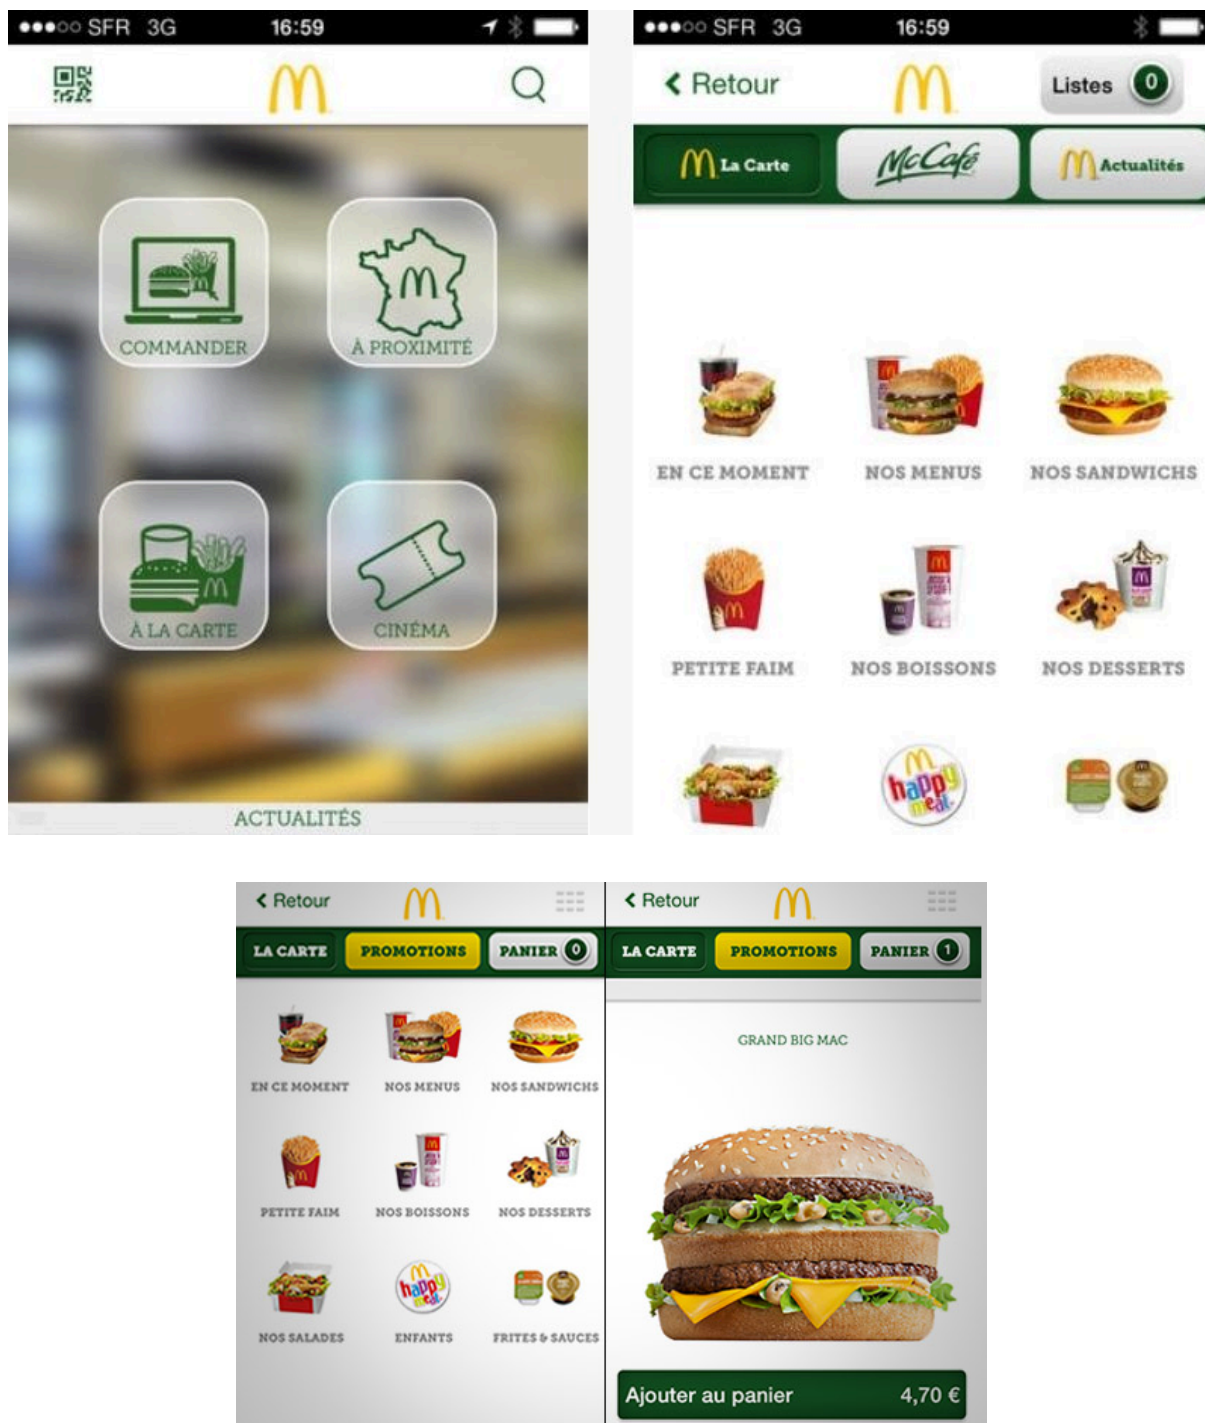 SFR 3G 16:59
COMMANDER
À PROXIMITÉ
À LA CARTE
CINÉMA
ACTUALITÉS
SFR 3G 16:59
Retour
Listes 0
La Carte
McCafé
Actualités
EN CE MOMENT
NOS MENUS
NOS SANDWICHS
PETITE FAIM
NOS BOISSONS
NOS DESSERTS
happy
meal
Retour
LA CARTE
PROMOTIONS
PANIER 0
EN CE MOMENT
NOS MENUS
NOS SANDWICHS
PETITE FAIM
NOS BOISSONS
NOS DESSERTS
happy
meal
NOS SALADES
ENFANTS
FRITES & SAUCES
Retour
LA CARTE
PROMOTIONS
PANIER 1
GRAND BIG MAC
Ajouter au panier 4,70 €